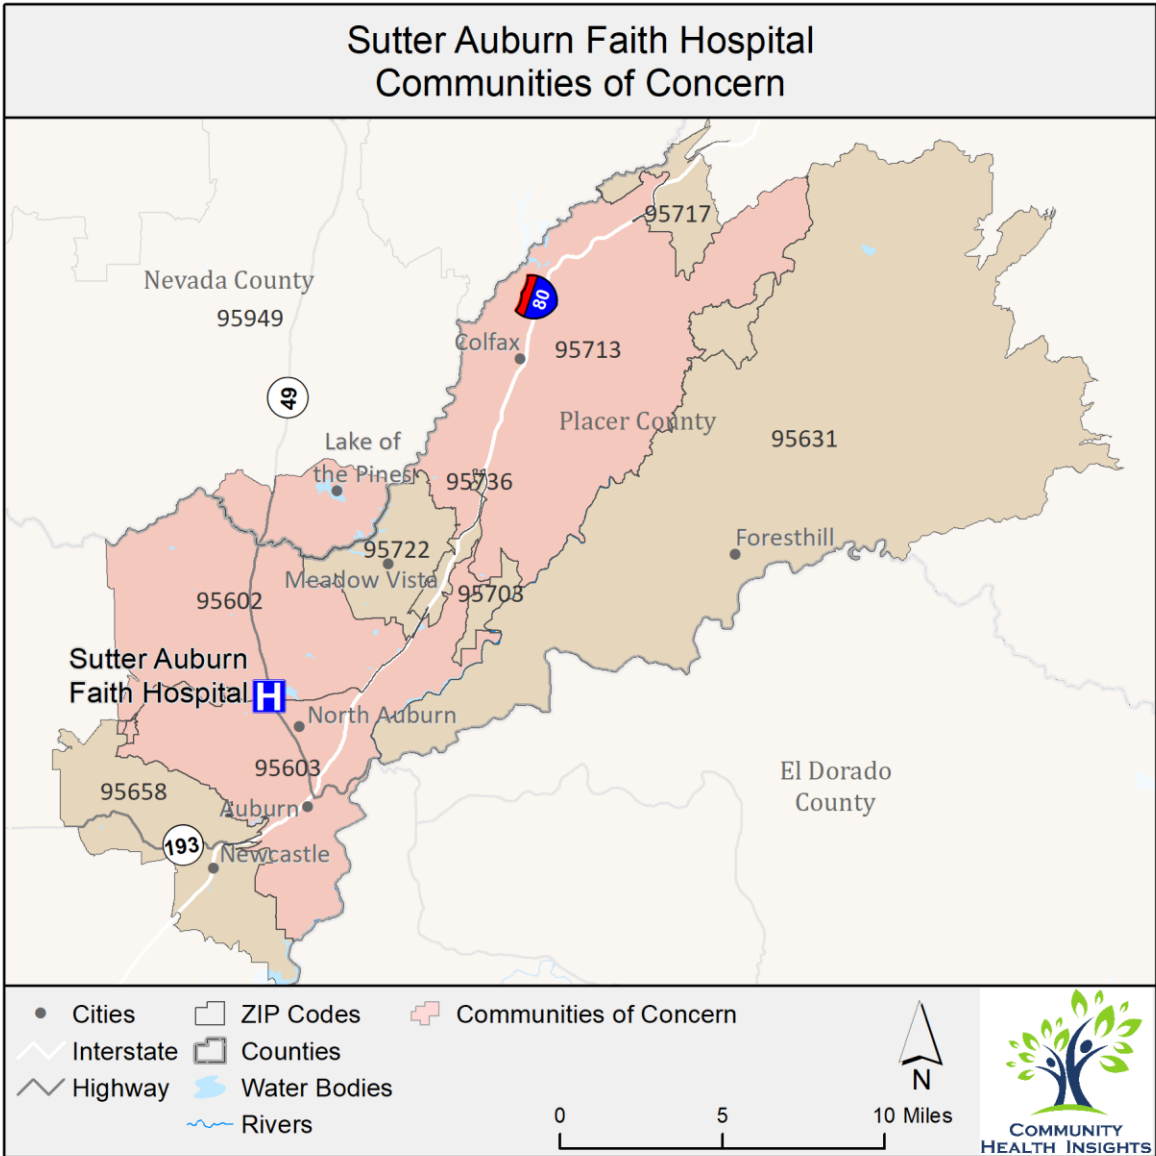 Sutter Auburn Faith Hospital
Communities of Concern
95717
Nevada County
95949
80
Colfax
95713
49
Placer County
Lake of
the Pines
95631
95736
Foresthill
95722
Meadow Vista
95703
95602
Sutter Auburn
Faith Hospital
H
North Auburn
95603
El Dorado
County
95658
Auburn
193
Newcastle
Cities
ZIP Codes
Communities of Concern
Interstate
Counties
Highway
Water Bodies
Rivers
N
0 5 10 Miles
COMMUNITY
HEALTH INSIGHTS